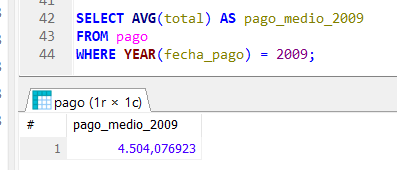 41
42 SELECT AVG(total) AS pago_medio_2009
43 FROM pago
44 WHERE YEAR(fecha_pago) = 2009;
pago (1r × 1c)
# pago_medio_2009
1 4.504,076923